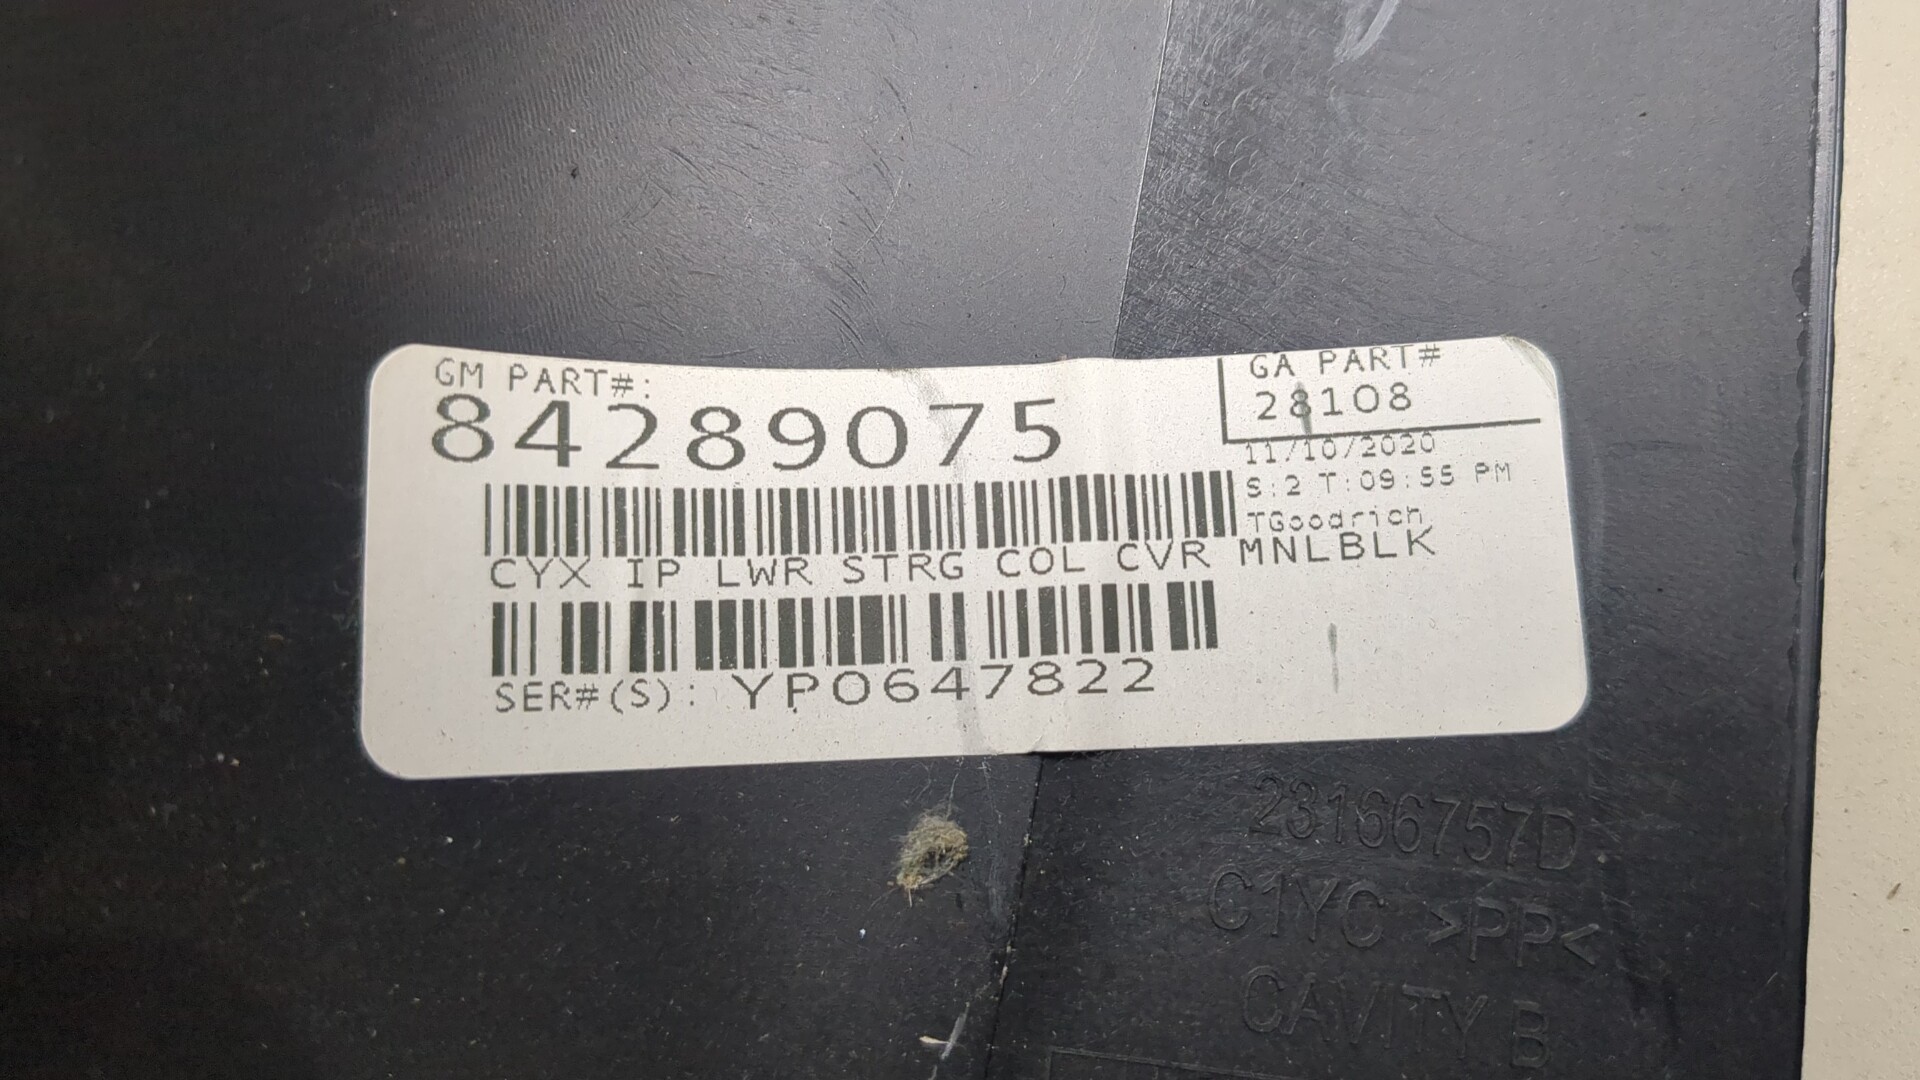 GM PART#:
84289075
GA PART#
28108
11/10/2020
S:2 T:09:55 PM
TGoodrich
CYX IP LWR STRG COL CVR MNLBLK
SER#(S): YP0647822
23166757D
C1YC >PP<
CAVITY B